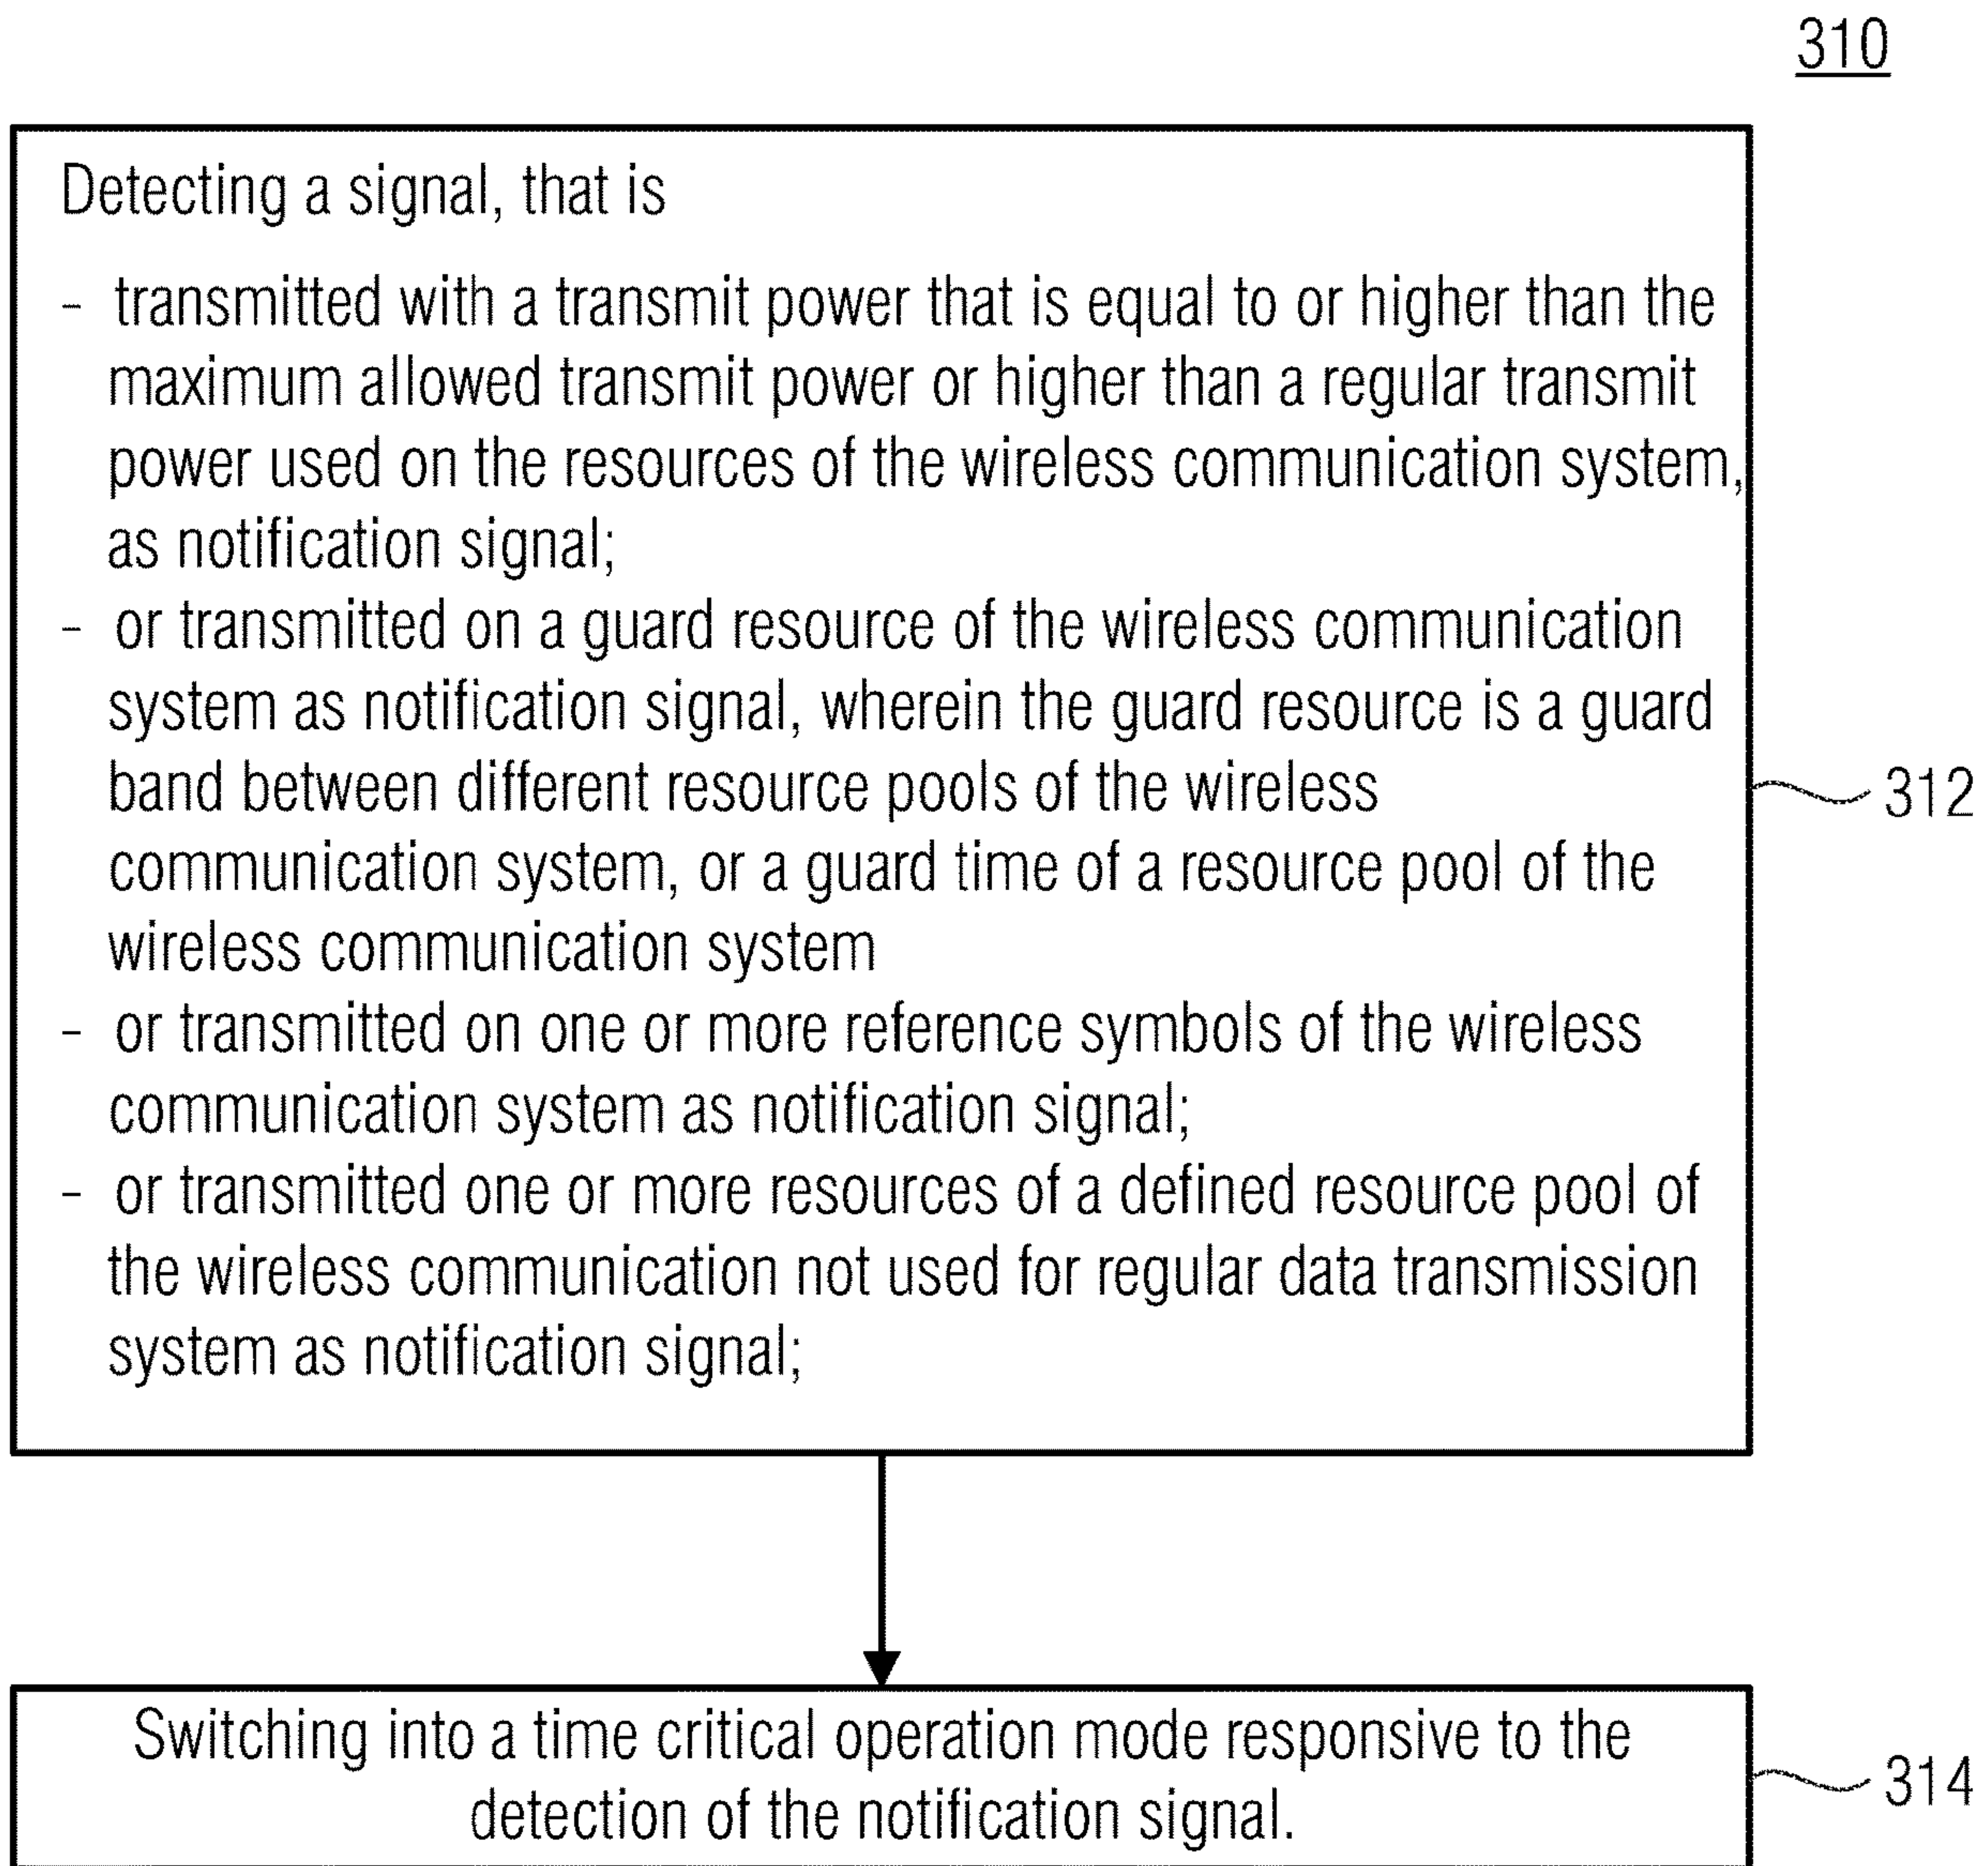 310
Detecting a signal, that is
- transmitted with a transmit power that is equal to or higher than the
maximum allowed transmit power or higher than a regular transmit
power used on the resources of the wireless communication system,
as notification signal;
- or transmitted on a guard resource of the wireless communication
system as notification signal, wherein the guard resource is a guard
band between different resource pools of the wireless
communication system, or a guard time of a resource pool of the
wireless communication system
- or transmitted on one or more reference symbols of the wireless
communication system as notification signal;
- or transmitted one or more resources of a defined resource pool of
the wireless communication not used for regular data transmission
system as notification signal;
312
Switching into a time critical operation mode responsive to the
detection of the notification signal.
314